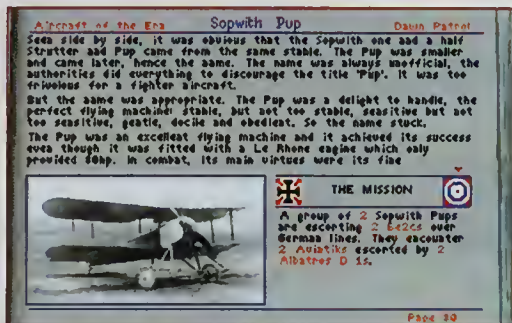 Aircraft of the Era Sopwith Pup Dawn Patrol
Seen side by side, it was obvious that the Sopwith one and a half
Strutter and Pup came from the same stable. The Pup was smaller
and came later, hence the name. The name was always unofficial, the
authorities did everything to discourage the title 'Pup'. It was too
frivolous for a fighter aircraft.
But the name was appropriate. The Pup was a delight to handle, the
perfect flying machine: stable, but not too stable, sensitive but not
too sensitive, gentle, docile and obedient. So the name stuck.
The Pup was an excellent flying machine and it achieved its success
even though it was fitted with a Le Rhone engine which only
provided 80hp. In combat, its main virtues were its fine
THE MISSION
A group of 2 Sopwith Pups
are escorting 2 Be2cs over
German lines. They encounter
2 Aviatiks escorted by 2
Albatros D 1s.
Page 30